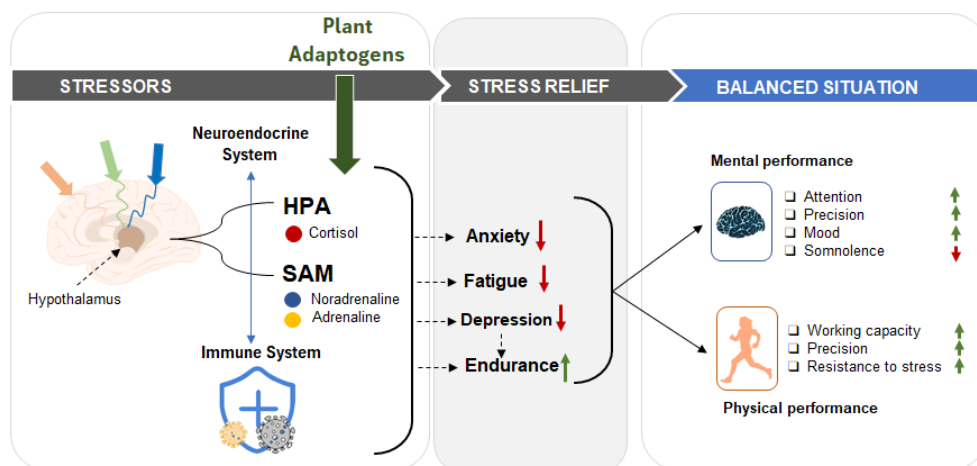 Plant
Adaptogens
STRESSORS
STRESS RELIEF
BALANCED SITUATION
Neuroendocrine
System
HPA
Cortisol
SAM
Noradrenaline
Adrenaline
Hypothalamus
Immune System
Anxiety
Fatigue
Depression
Endurance
Mental performance
Attention
Precision
Mood
Somnolence
Working capacity
Precision
Resistance to stress
Physical performance